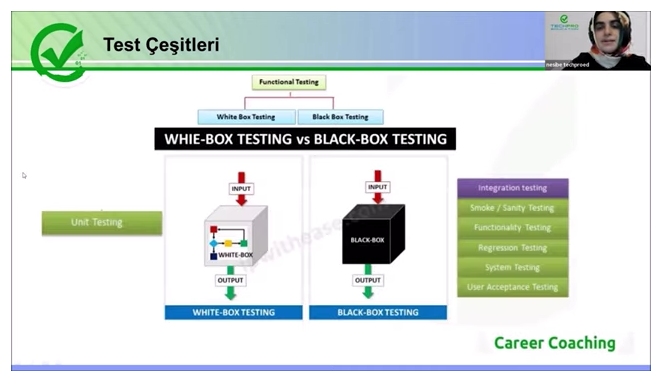 Test Çeşitleri
TECHPRO
nesibe techproed
Functional Testing
White Box Testing
Black Box Testing
WHIE-BOX TESTING vs BLACK-BOX TESTING
Unit Testing
INPUT
WHITE-BOX
OUTPUT
WHITE-BOX TESTING
INPUT
BLACK-BOX
OUTPUT
BLACK-BOX TESTING
Integration testing
Smoke / Sanity Testing
Functionality Testing
Regression Testing
System Testing
User Acceptance Testing
Career Coaching